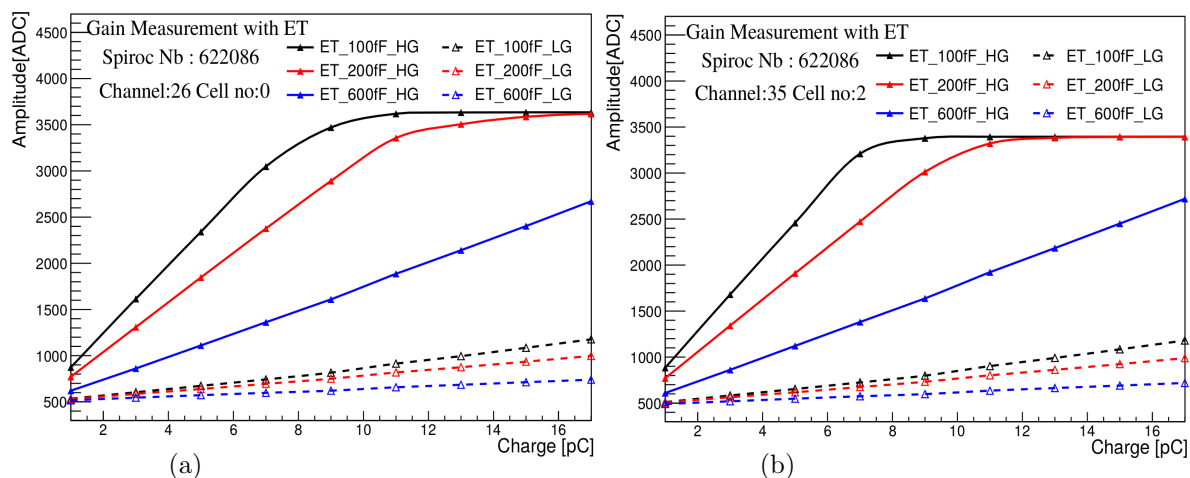 Gain Measurement with ET
Spiroc Nb : 622086
Channel:26 Cell no:0
ET_100fF_HG ET_100fF_LG
ET_200fF_HG ET_200fF_LG
ET_600fF_HG ET_600fF_LG
Amplitude[ADC]
4500
4000
3500
3000
2500
2000
1500
1000
500
2 4 6 8 10 12 14 16
Charge [pC]
(a)
Gain Measurement with ET
Spiroc Nb : 622086
Channel:35 Cell no:2
ET_100fF_HG ET_100fF_LG
ET_200fF_HG ET_200fF_LG
ET_600fF_HG ET_600fF_LG
Amplitude[ADC]
4500
4000
3500
3000
2500
2000
1500
1000
500
2 4 6 8 10 12 14 16
Charge [pC]
(b)